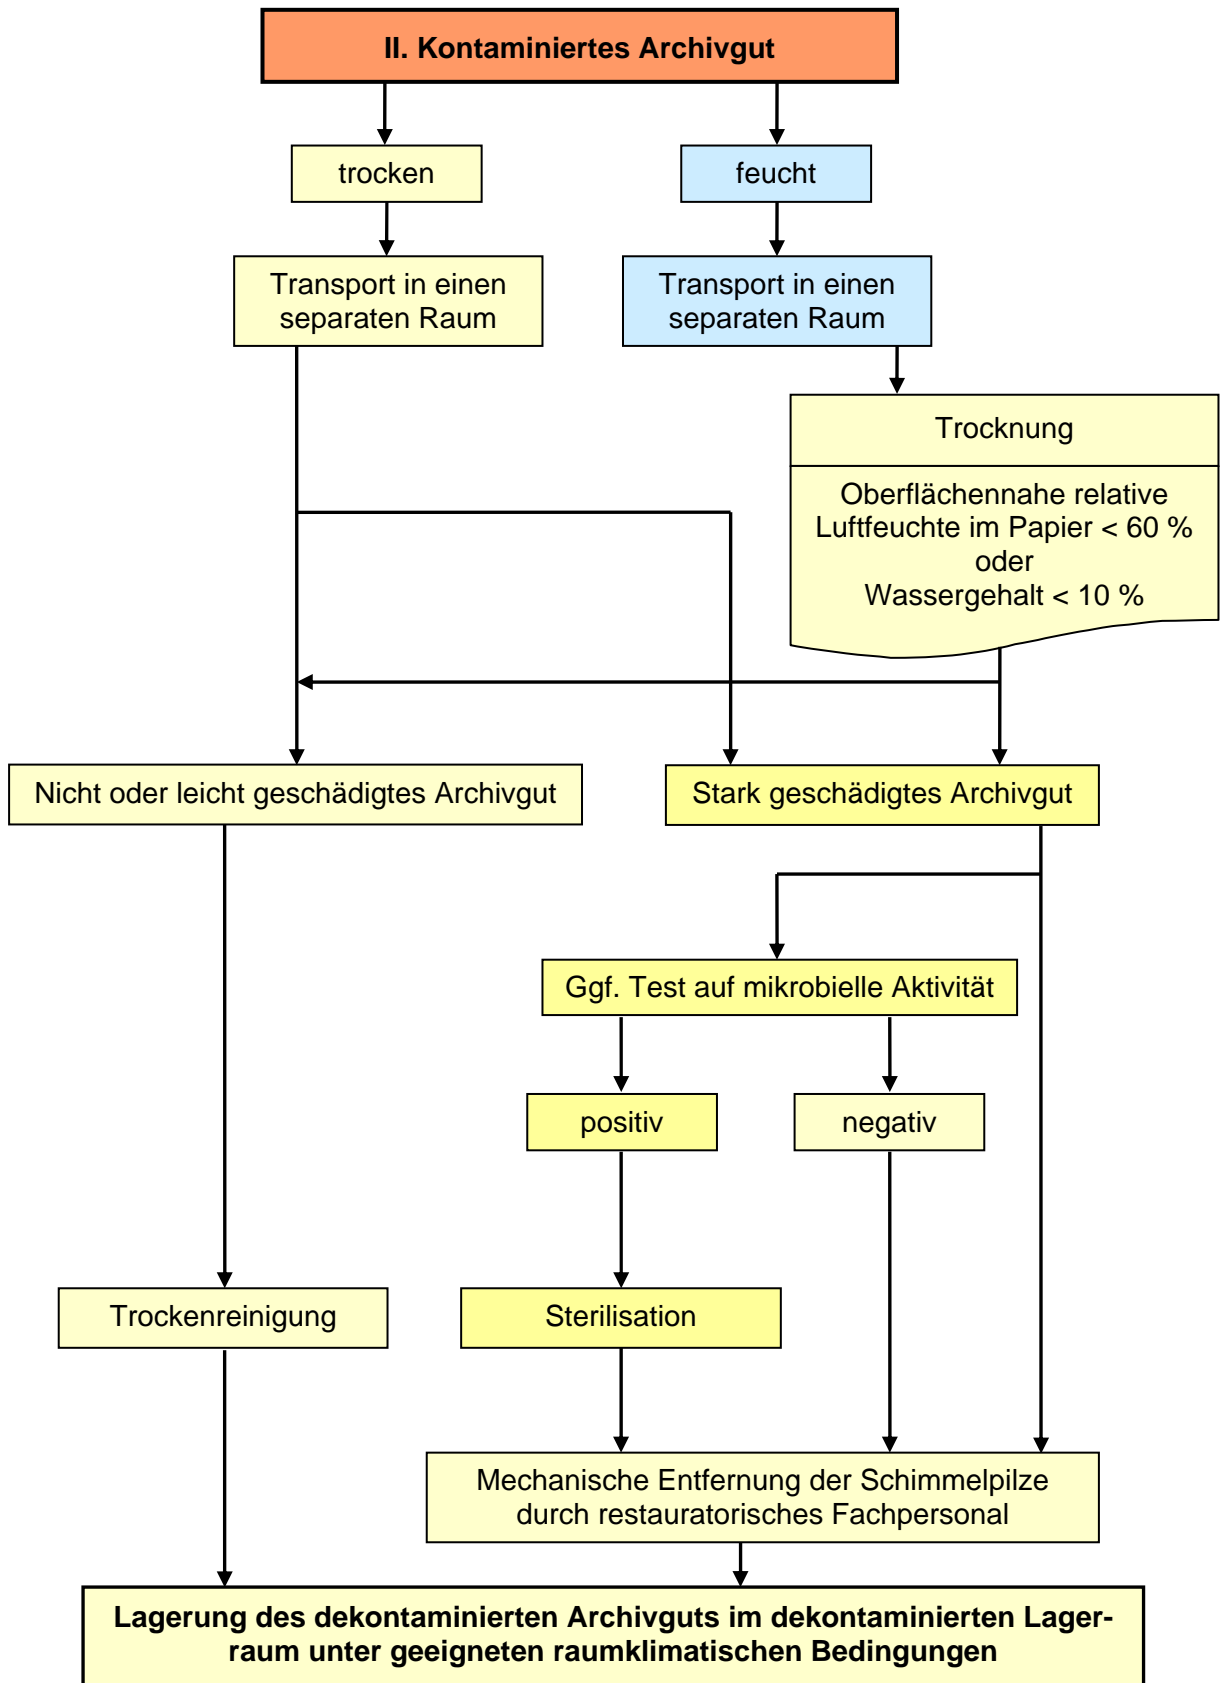 II. Kontaminiertes Archivgut
trocken
feucht
Transport in einen
separaten Raum
Transport in einen
separaten Raum
Trocknung
Oberflächennahe relative
Luftfeuchte im Papier < 60 %
oder
Wassergehalt < 10 %
Nicht oder leicht geschädigtes Archivgut
Stark geschädigtes Archivgut
Ggf. Test auf mikrobielle Aktivität
positiv
negativ
Trockenreinigung
Sterilisation
Mechanische Entfernung der Schimmelpilze
durch restauratorisches Fachpersonal
Lagerung des dekontaminierten Archivguts im dekontaminierten Lager-
raum unter geeigneten raumklimatischen Bedingungen